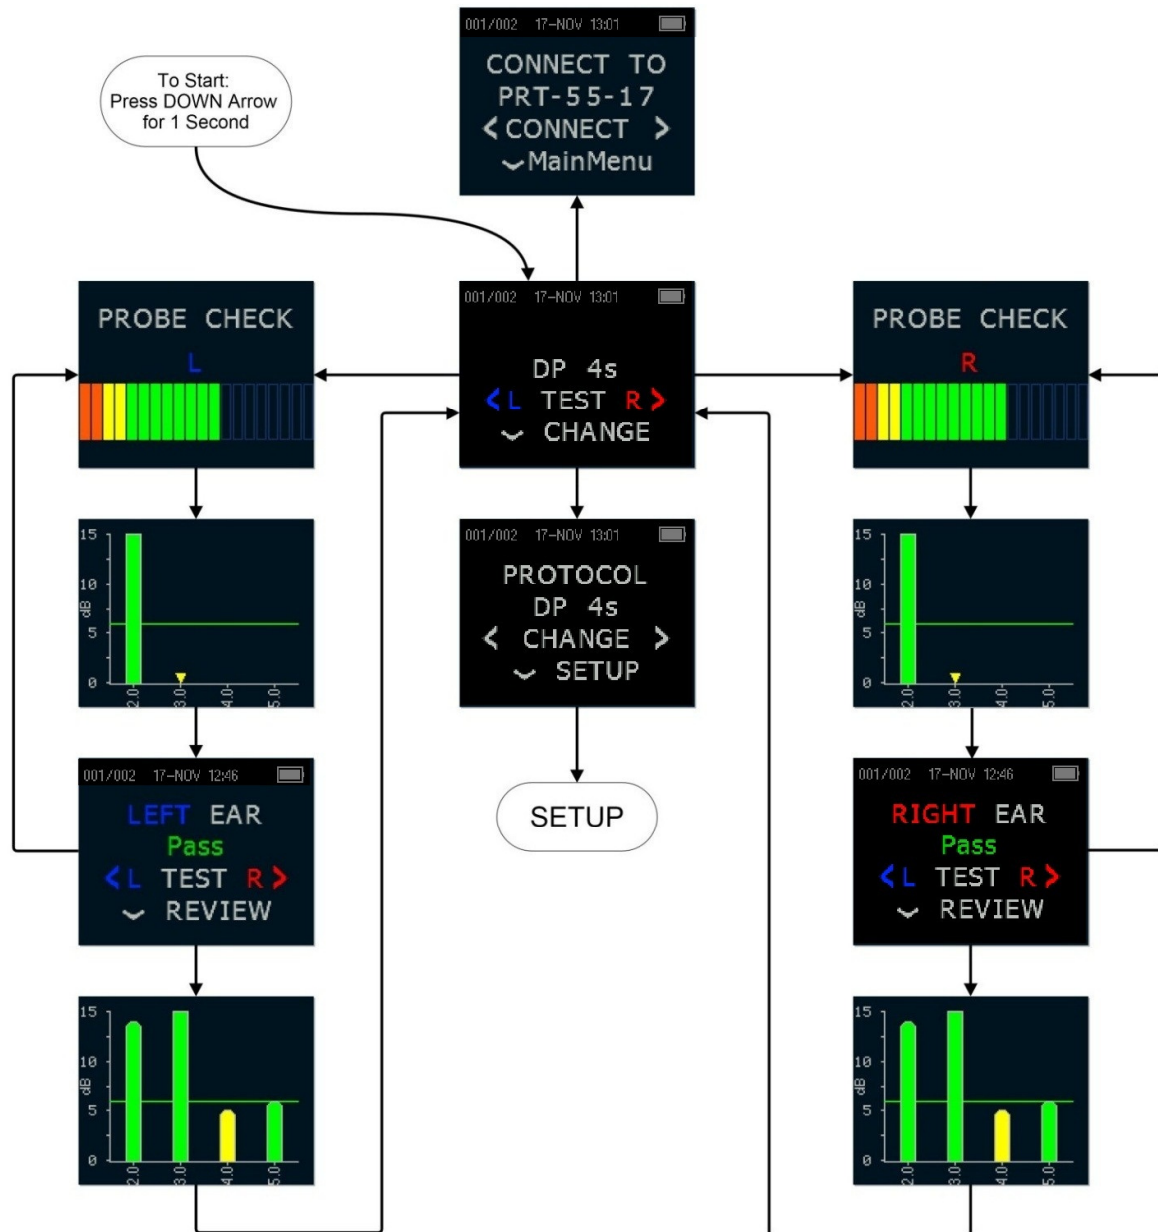 001/002 17-NOV 13:01
CONNECT TO
PRT-55-17
< CONNECT >
MainMenu
To Start:
Press DOWN Arrow
for 1 Second
PROBE CHECK
L
001/002 17-NOV 13:01
DP 4s
< L TEST R >
CHANGE
PROBE CHECK
R
15
10
dB
5
0
2.0 3.0 4.0 5.0
001/002 17-NOV 13:01
PROTOCOL
DP 4s
< CHANGE >
SETUP
15
10
dB
5
0
2.0 3.0 4.0 5.0
001/002 17-NOV 12:46
LEFT EAR
Pass
< L TEST R >
REVIEW
SETUP
001/002 17-NOV 12:46
RIGHT EAR
Pass
< L TEST R >
REVIEW
15
10
dB
5
0
2.0 3.0 4.0 5.0
15
10
dB
5
0
2.0 3.0 4.0 5.0